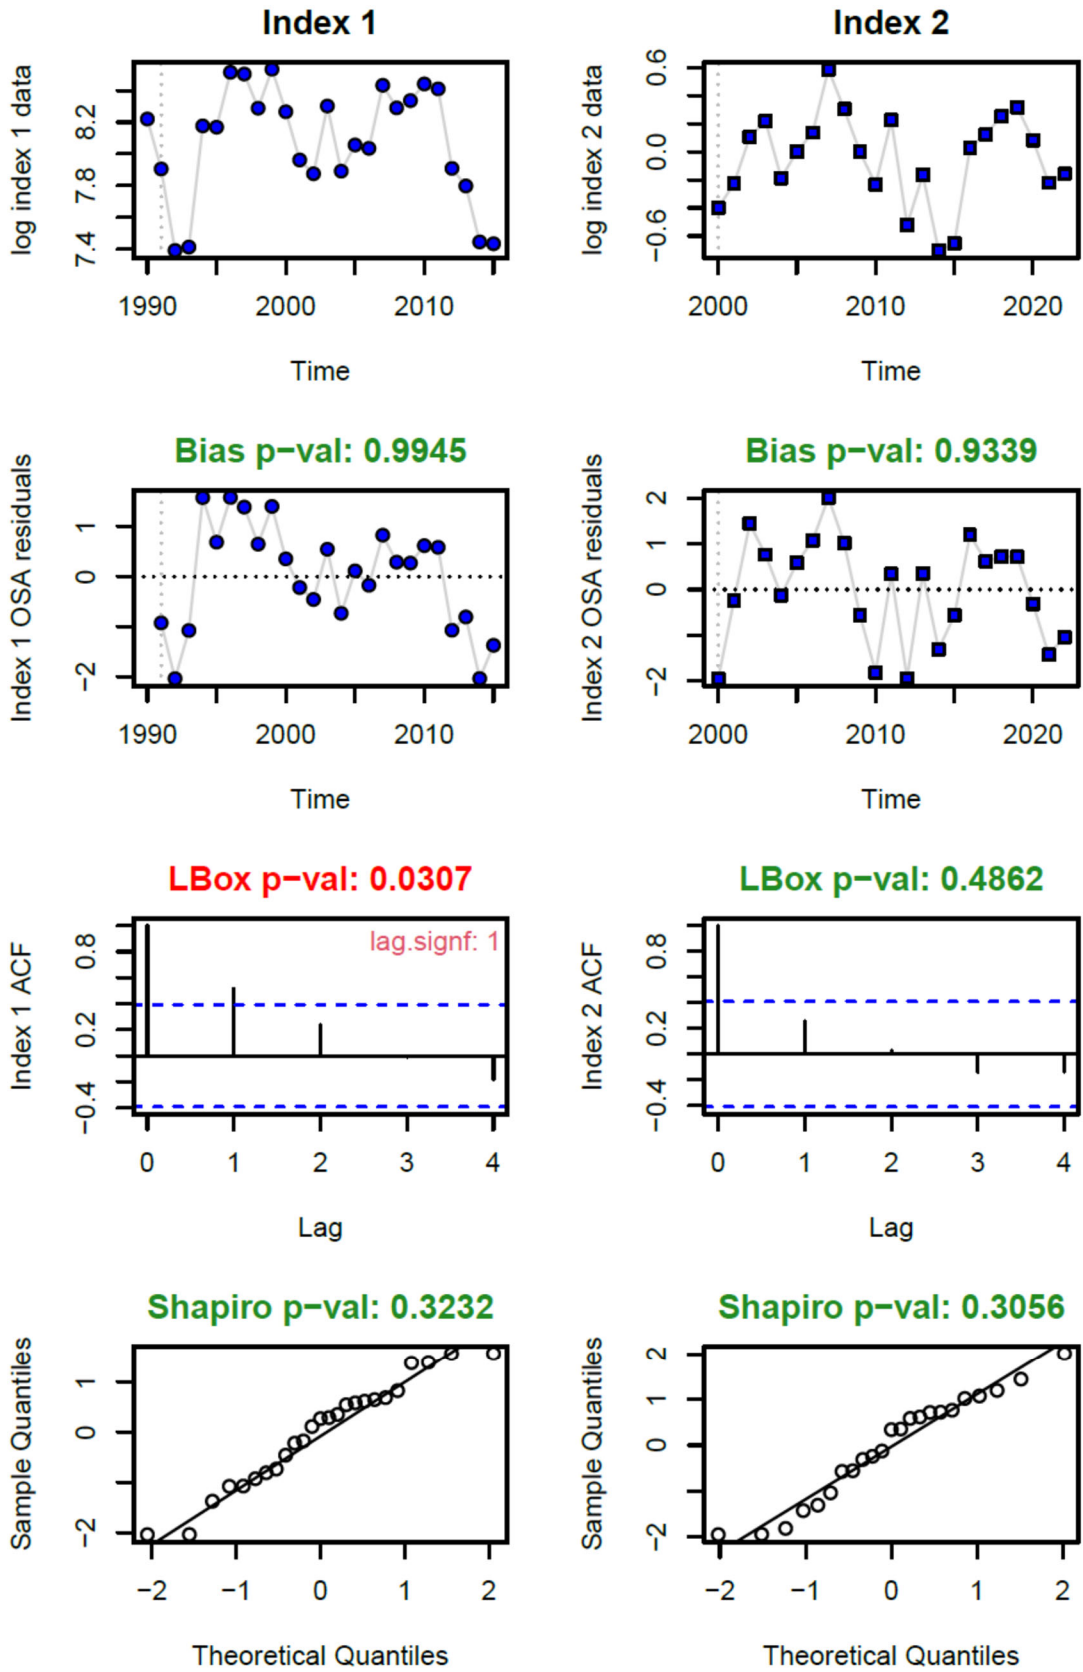 Index 1
Index 2
log index 1 data
8.2
7.8
7.4
1990
2000
2010
Time
log index 2 data
0.6
0.0
−0.6
2000
2010
2020
Time
Bias p−val: 0.9945
Bias p−val: 0.9339
Index 1 OSA residuals
1
0
−2
1990
2000
2010
Time
Index 2 OSA residuals
2
1
0
−2
2000
2010
2020
Time
LBox p−val: 0.0307
LBox p−val: 0.4862
Index 1 ACF
0.8
0.2
−0.4
lag.signf: 1
0
1
2
3
4
Lag
Index 2 ACF
0.8
0.2
−0.4
0
1
2
3
4
Lag
Shapiro p−val: 0.3232
Shapiro p−val: 0.3056
Sample Quantiles
1
0
−2
−2
−1
0
1
2
Theoretical Quantiles
Sample Quantiles
2
1
0
−2
−2
−1
0
1
2
Theoretical Quantiles